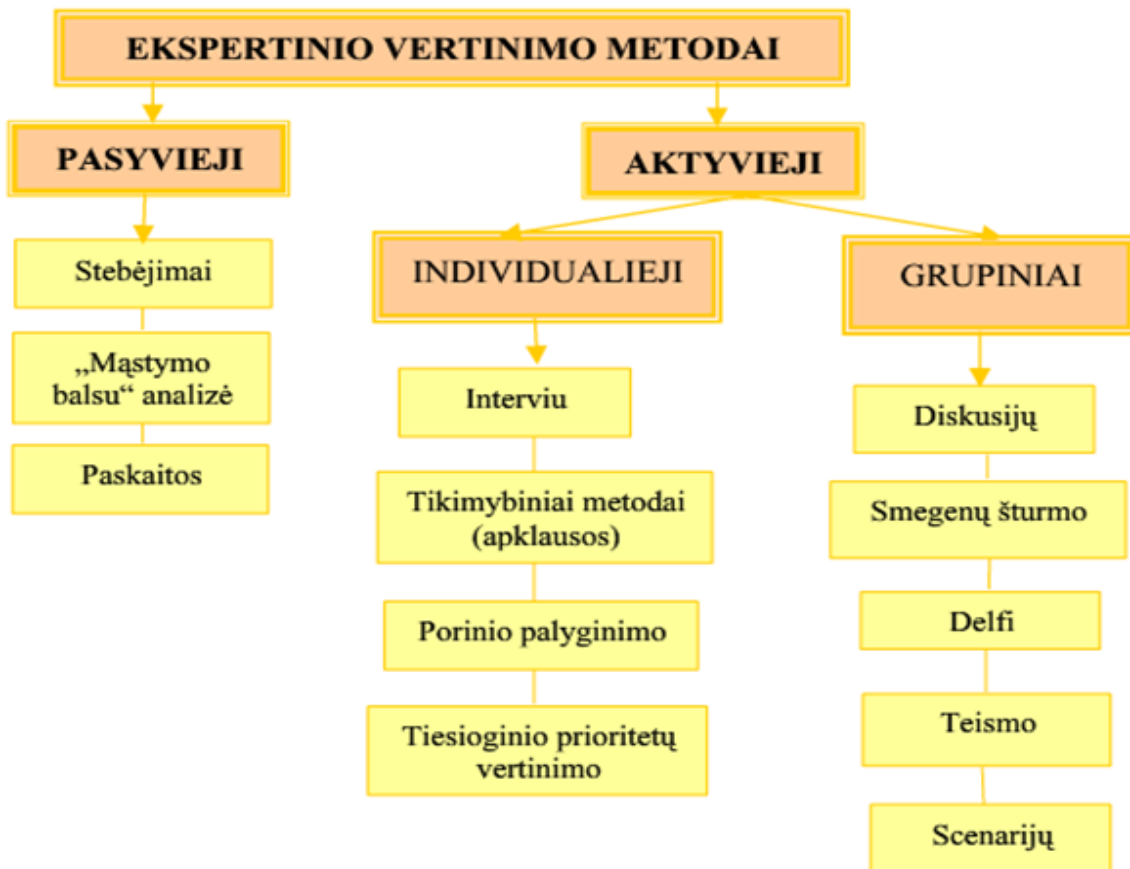 EKSPERTINIO VERTINIMO METODAI
PASYVIEJI
AKTYVIEJI
Stebėjimai
„Mąstymo
balsu“ analizė
Paskaitos
INDIVIDUALIEJI
Interviu
Tikimybiniai metodai
(apklausos)
Porinio palyginimo
Tiesioginio prioritetų
vertinimo
GRUPINIAI
Diskusijų
Smegenų šturmo
Delfi
Teismo
Scenarijų